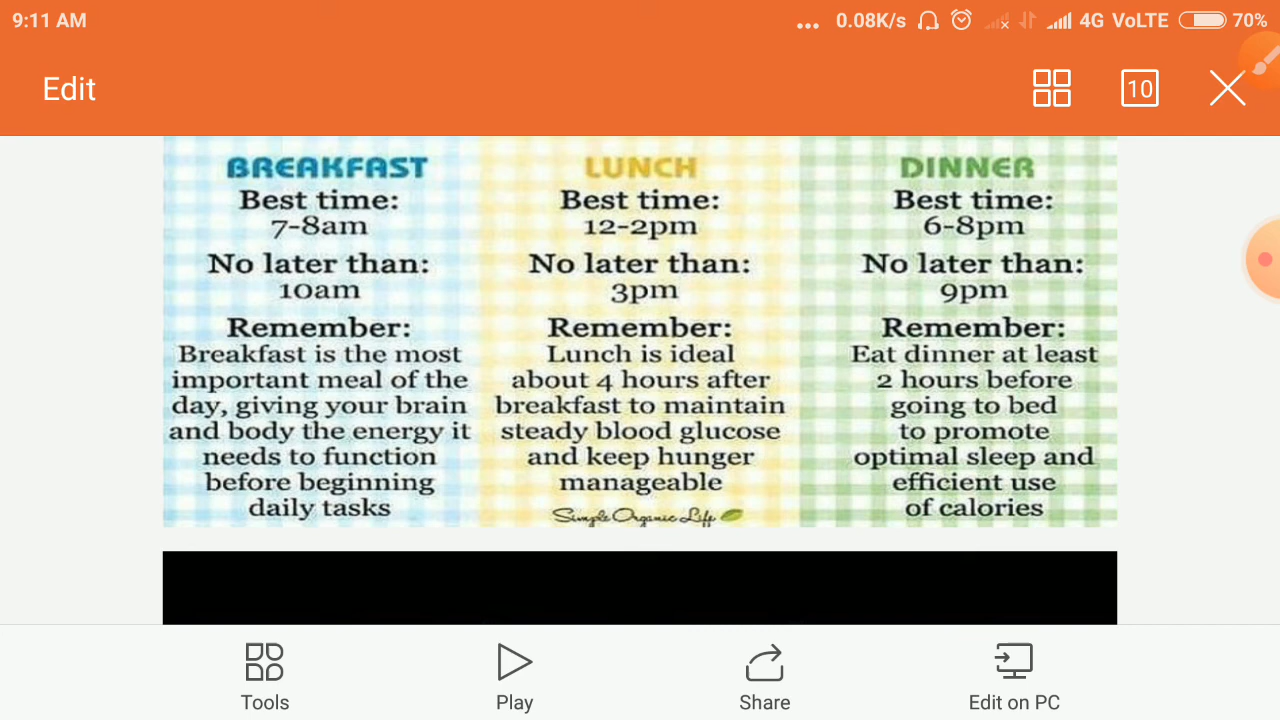 9:11 AM
... 0.08K/s 4G VoLTE 70%
Edit
10
BREAKFAST
Best time:
7-8am
No later than:
10am
Remember:
Breakfast is the most
important meal of the
day, giving your brain
and body the energy it
needs to function
before beginning
daily tasks
LUNCH
Best time:
12-2pm
No later than:
3pm
Remember:
Lunch is ideal
about 4 hours after
breakfast to maintain
steady blood glucose
and keep hunger
manageable
Simple Organic Life
DINNER
Best time:
6-8pm
No later than:
9pm
Remember:
Eat dinner at least
2 hours before
going to bed
to promote
optimal sleep and
efficient use
of calories
Tools
Play
Share
Edit on PC